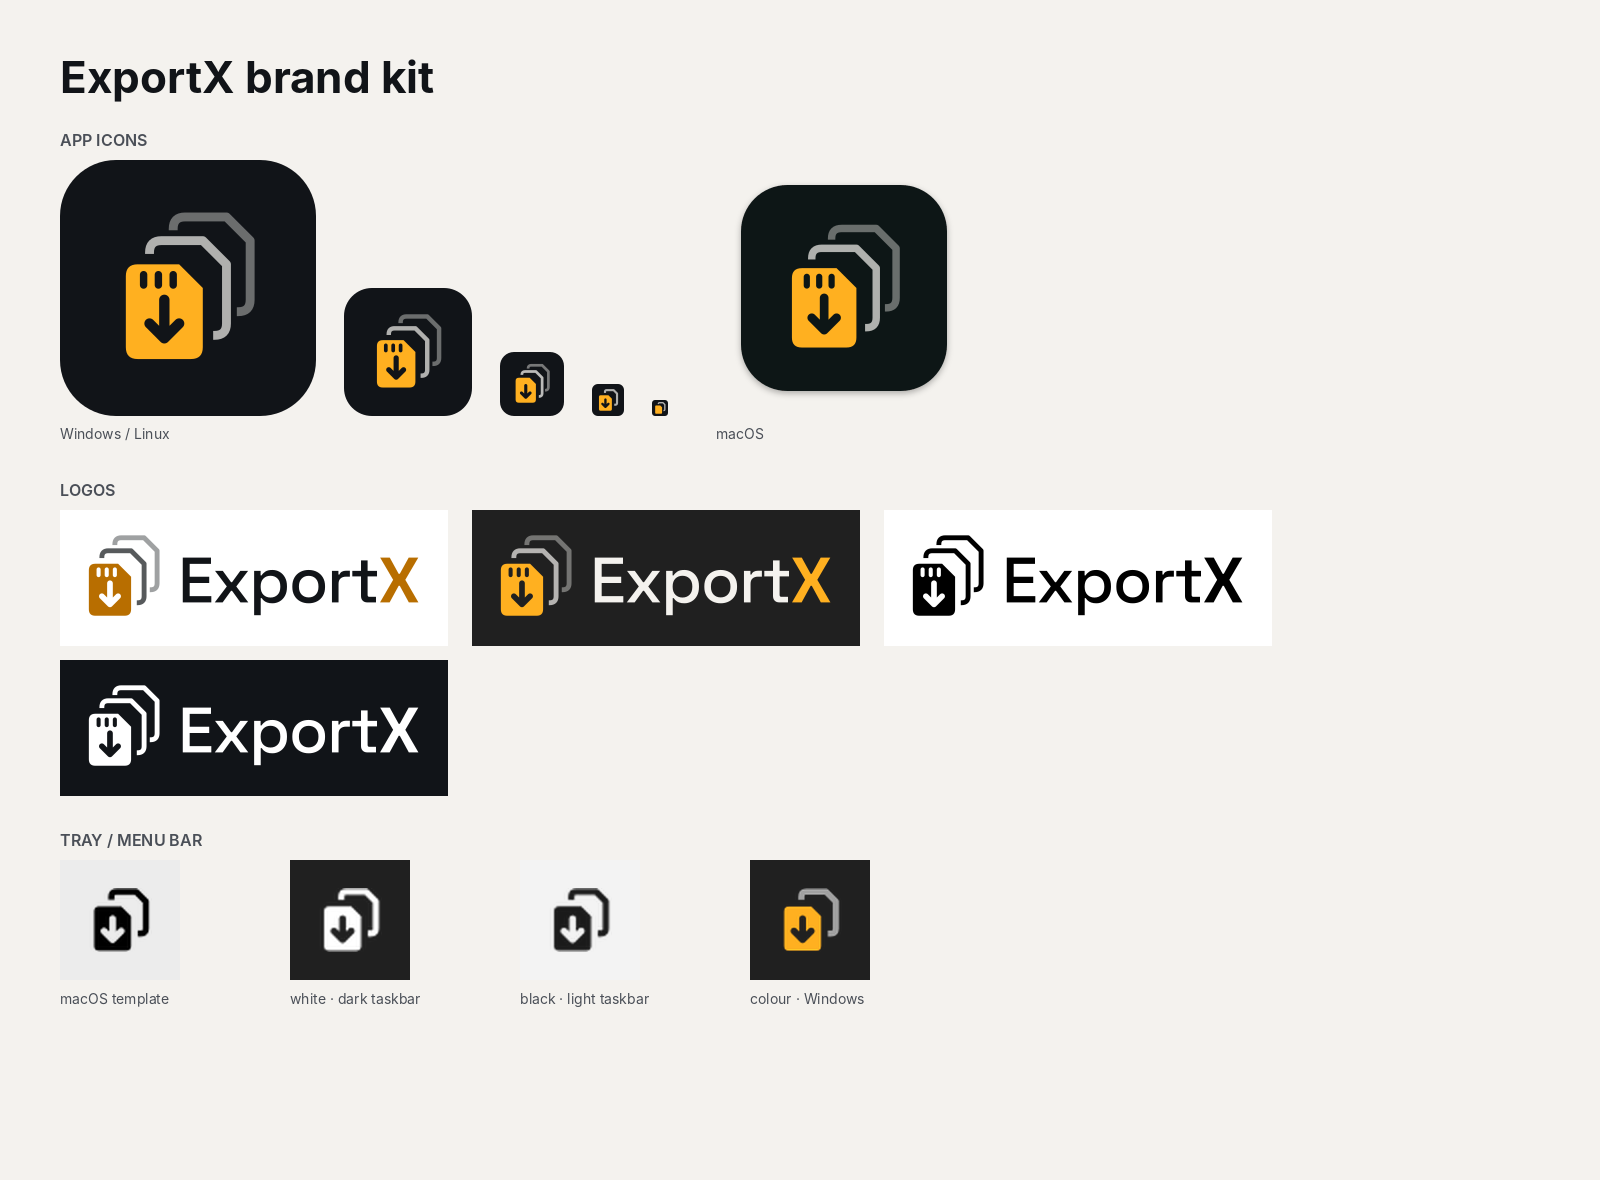 ExportX brand kit
APP ICONS
Windows / Linux
macOS
LOGOS
ExportX
ExportX
ExportX
ExportX
TRAY / MENU BAR
macOS template
white · dark taskbar
black · light taskbar
colour · Windows